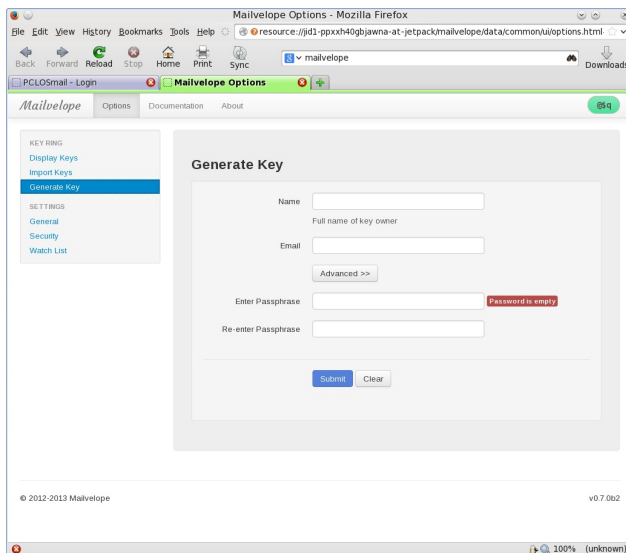 Mailvelope Options - Mozilla Firefox
File Edit View History Bookmarks Tools Help
resource://jid1-ppxxh40gbjawna-at-jetpack/mailvelope/data/common/ui/options.html
Back Forward Reload Stop Home Print Sync
mailvelope
Downloads
PCLOSmail - Login
Mailvelope Options
Mailvelope Options Documentation About
@$q
KEY RING
Display Keys
Import Keys
Generate Key
SETTINGS
General
Security
Watch List
Generate Key
Name
Full name of key owner
Email
Advanced >>
Enter Passphrase
Password is empty
Re-enter Passphrase
Submit Clear
© 2012-2013 Mailvelope
v0.7.0b2
100% (unknown)